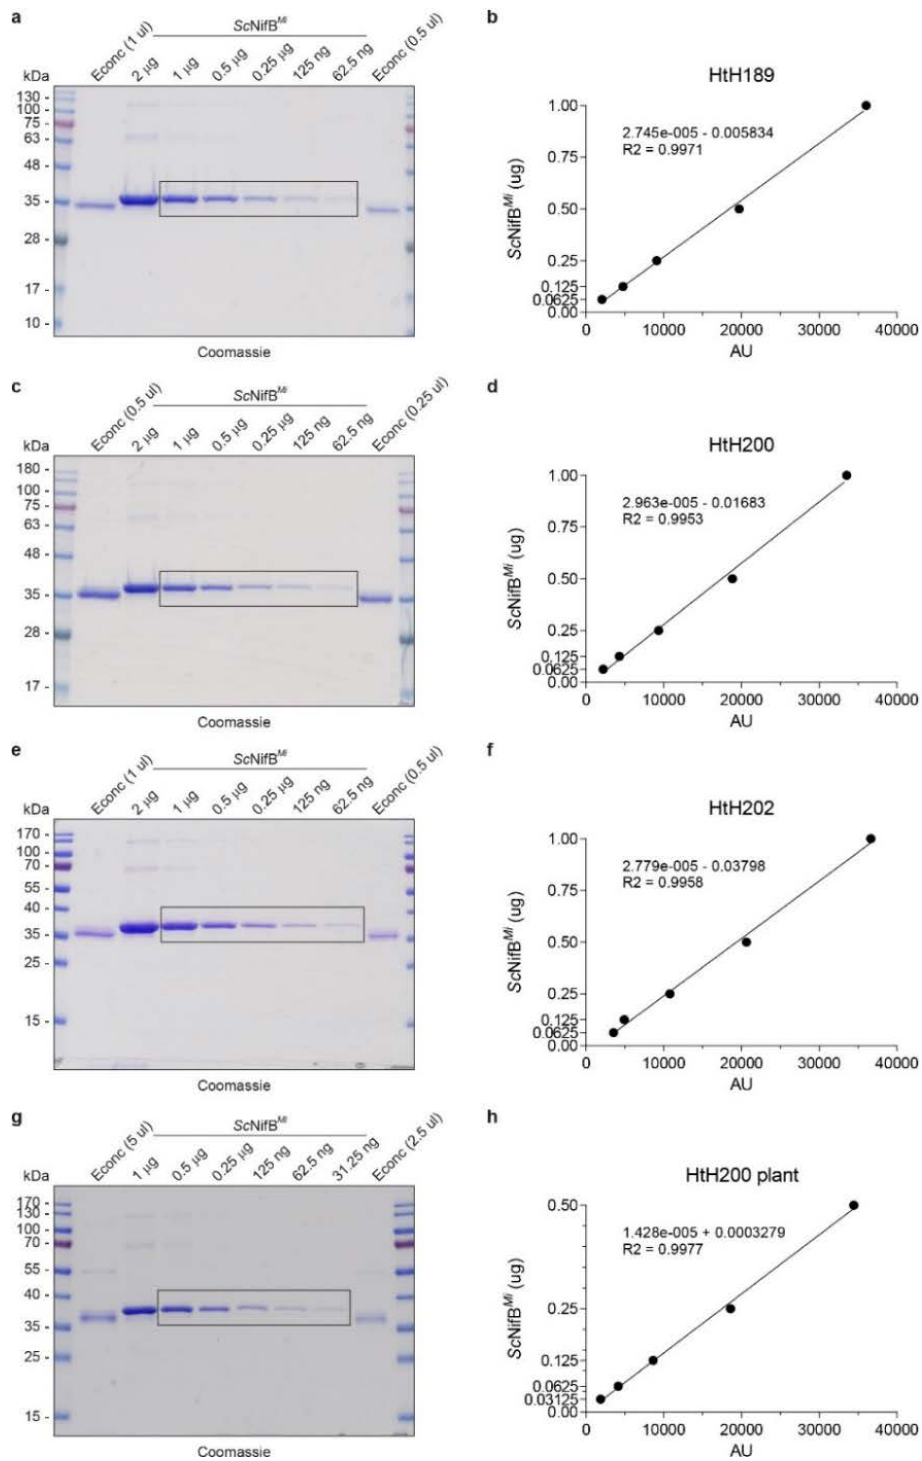 a
ScNifB^Mi
Econc (1 ul)
2 µg
1 µg
0.5 µg
0.25 µg
125 ng
62.5 ng
Econc (0.5 ul)
kDa
130 -
100 -
75 -
63 -
48 -
35 -
28 -
17 -
10 -
Coomassie
b
HtH189
2.745e-005 - 0.005834
R2 = 0.9971
ScNifB^Mi (ug)
1.00
0.75
0.50
0.25
0.125
0.0625
0.00
0 10000 20000 30000 40000
AU
c
ScNifB^Mi
Econc (0.5 ul)
2 µg
1 µg
0.5 µg
0.25 µg
125 ng
62.5 ng
Econc (0.25 ul)
kDa
180 -
100 -
75 -
63 -
48 -
35 -
28 -
17 -
Coomassie
d
HtH200
2.963e-005 - 0.01683
R2 = 0.9953
ScNifB^Mi (ug)
1.00
0.75
0.50
0.25
0.125
0.0625
0.00
0 10000 20000 30000 40000
AU
e
ScNifB^Mi
Econc (1 ul)
2 µg
1 µg
0.5 µg
0.25 µg
125 ng
62.5 ng
Econc (0.5 ul)
kDa
170 -
100 -
70 -
55 -
40 -
35 -
25 -
15 -
Coomassie
f
HtH202
2.779e-005 - 0.03798
R2 = 0.9958
ScNifB^Mi (ug)
1.00
0.75
0.50
0.25
0.125
0.0625
0.00
0 10000 20000 30000 40000
AU
g
ScNifB^Mi
Econc (5 ul)
1 µg
0.5 µg
0.25 µg
125 ng
62.5 ng
31.25 ng
Econc (2.5 ul)
kDa
170 -
130 -
100 -
70 -
55 -
40 -
35 -
25 -
15 -
Coomassie
h
HtH200 plant
1.428e-005 + 0.0003279
R2 = 0.9977
ScNifB^Mi (ug)
0.50
0.25
0.125
0.0625
0.03125
0.00
0 10000 20000 30000 40000
AU